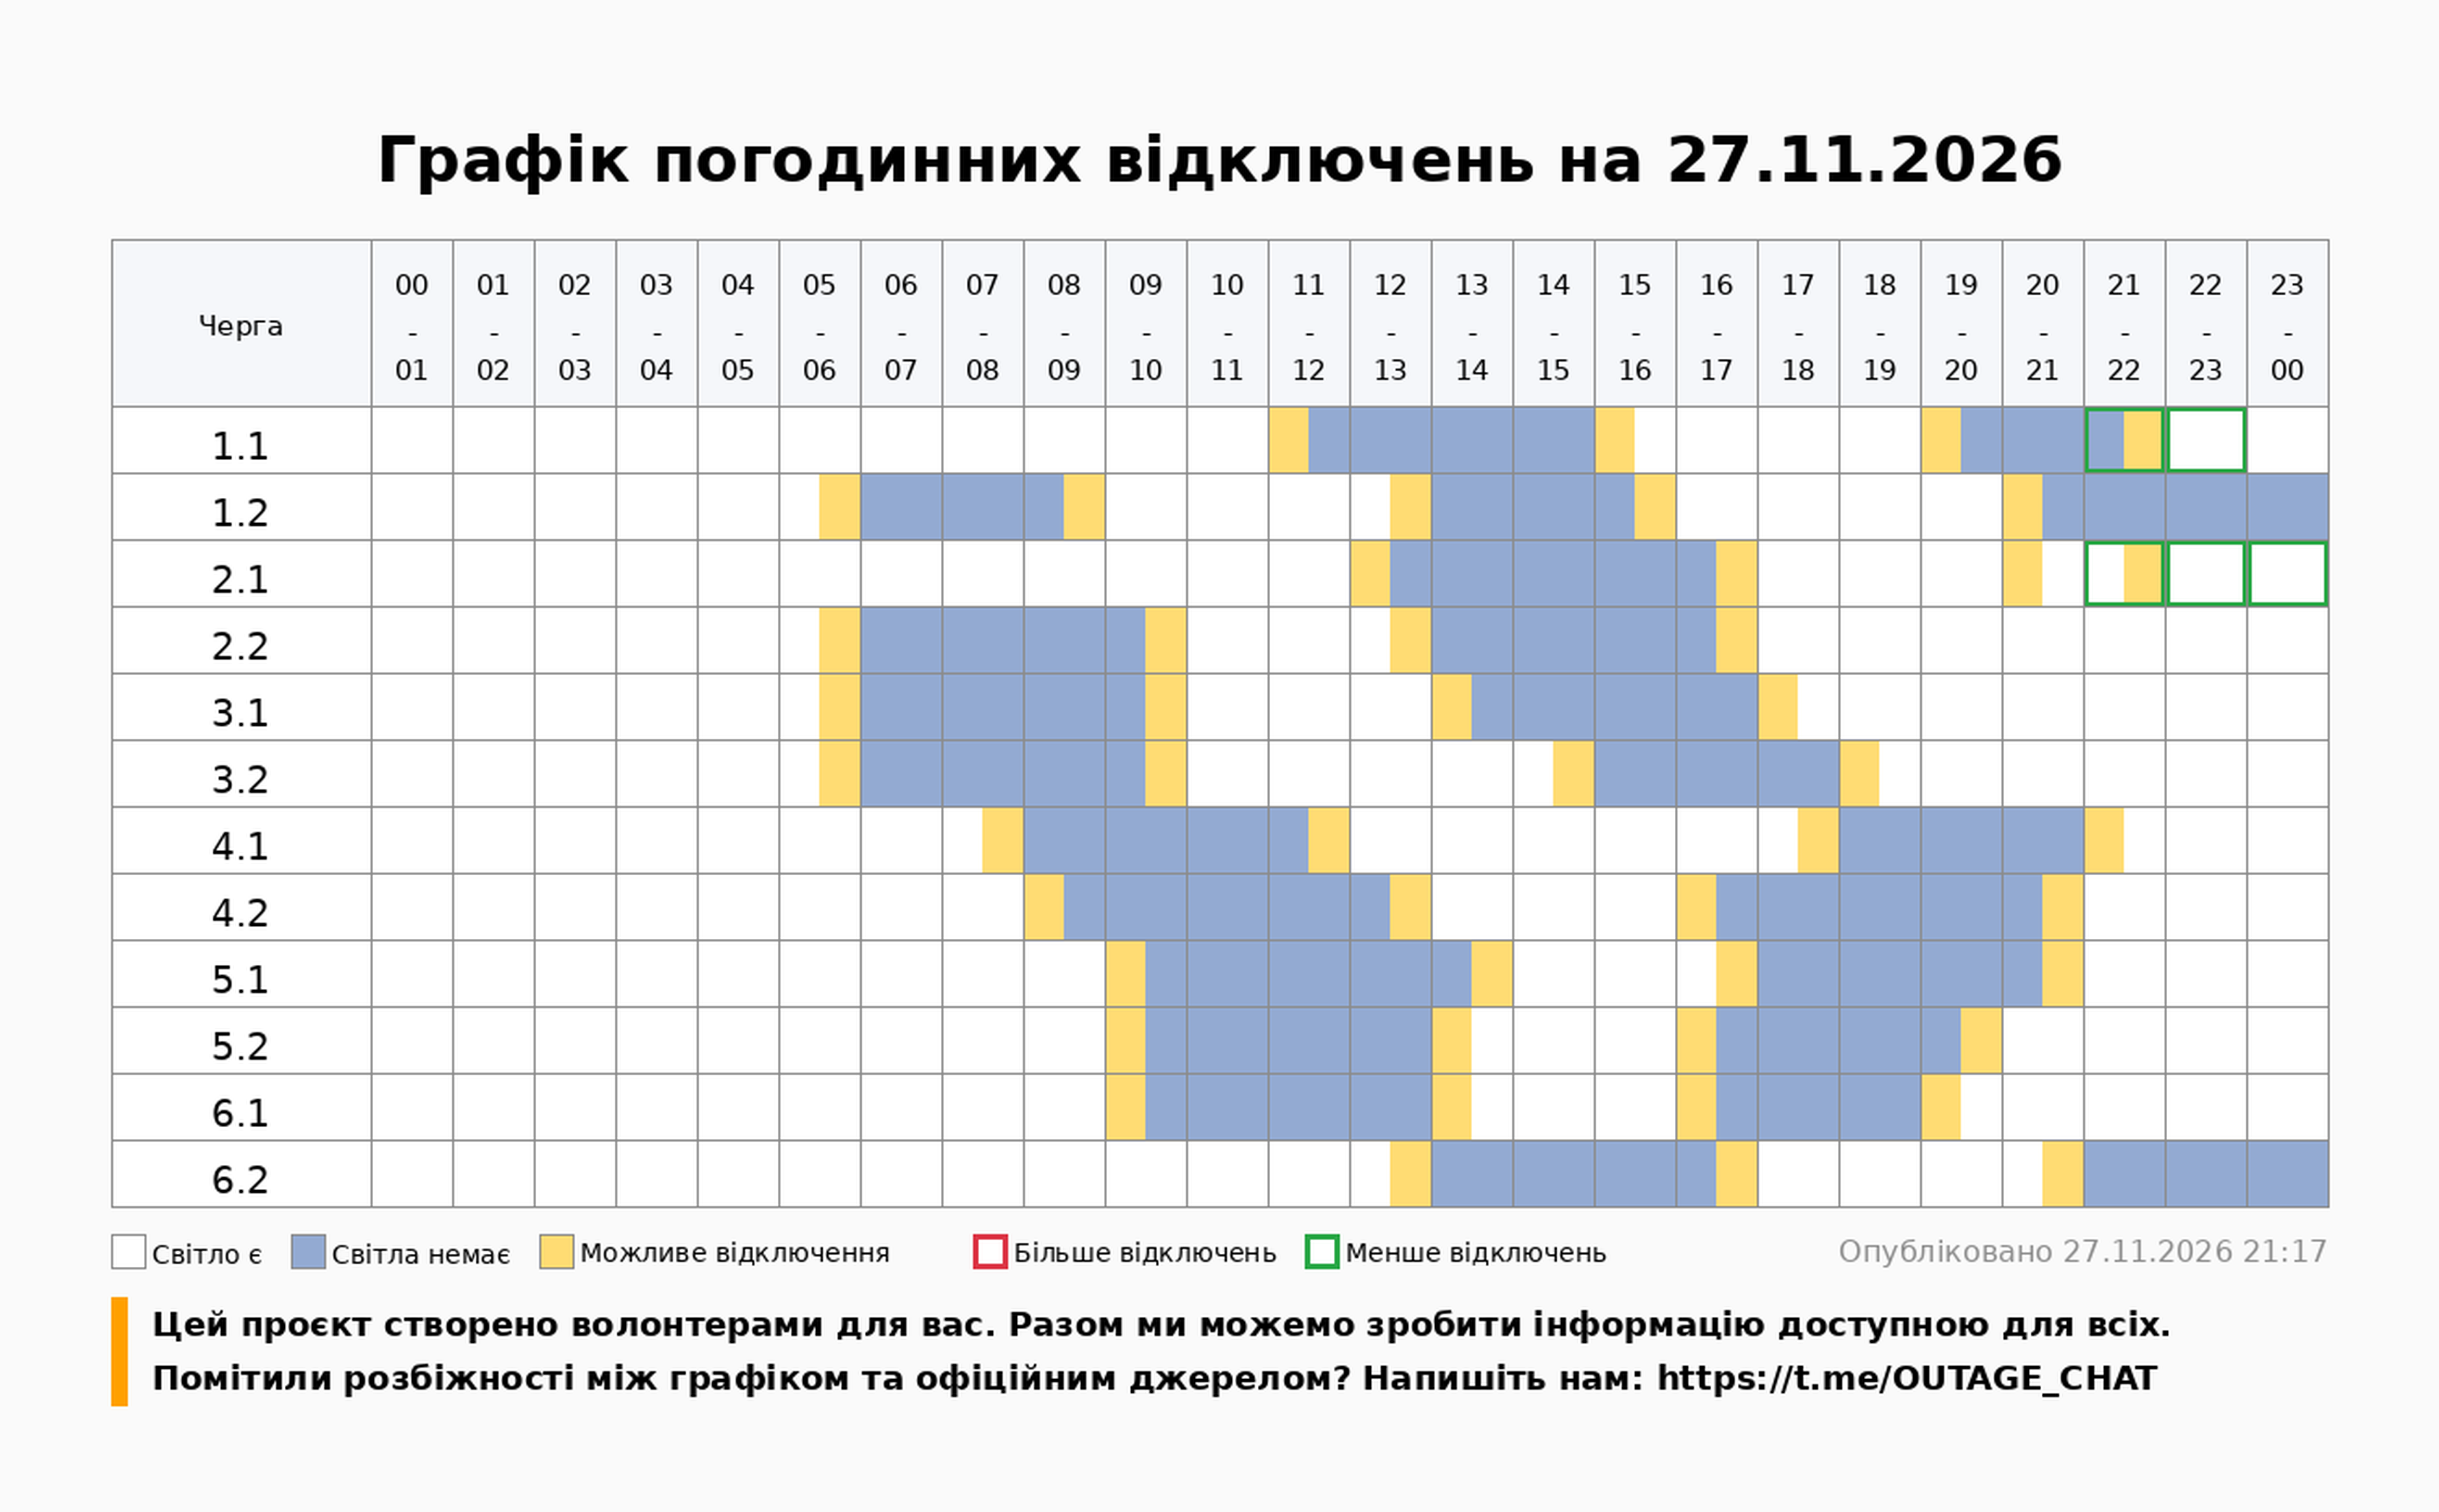 Графік погодинних відключень на 27.11.2026
Черга 00 - 01 01 - 02 02 - 03 03 - 04 04 - 05 05 - 06 06 - 07 07 - 08 08 - 09 09 - 10 10 - 11 11 - 12 12 - 13 13 - 14 14 - 15 15 - 16 16 - 17 17 - 18 18 - 19 19 - 20 20 - 21 21 - 22 22 - 23 23 - 00
1.1
1.2
2.1
2.2
3.1
3.2
4.1
4.2
5.1
5.2
6.1
6.2
Світло є Світла немає Можливе відключення Більше відключень Менше відключень Опубліковано 27.11.2026 21:17
Цей проєкт створено волонтерами для вас. Разом ми можемо зробити інформацію доступною для всіх.
Помітили розбіжності між графіком та офіційним джерелом? Напишіть нам: https://t.me/OUTAGE_CHAT